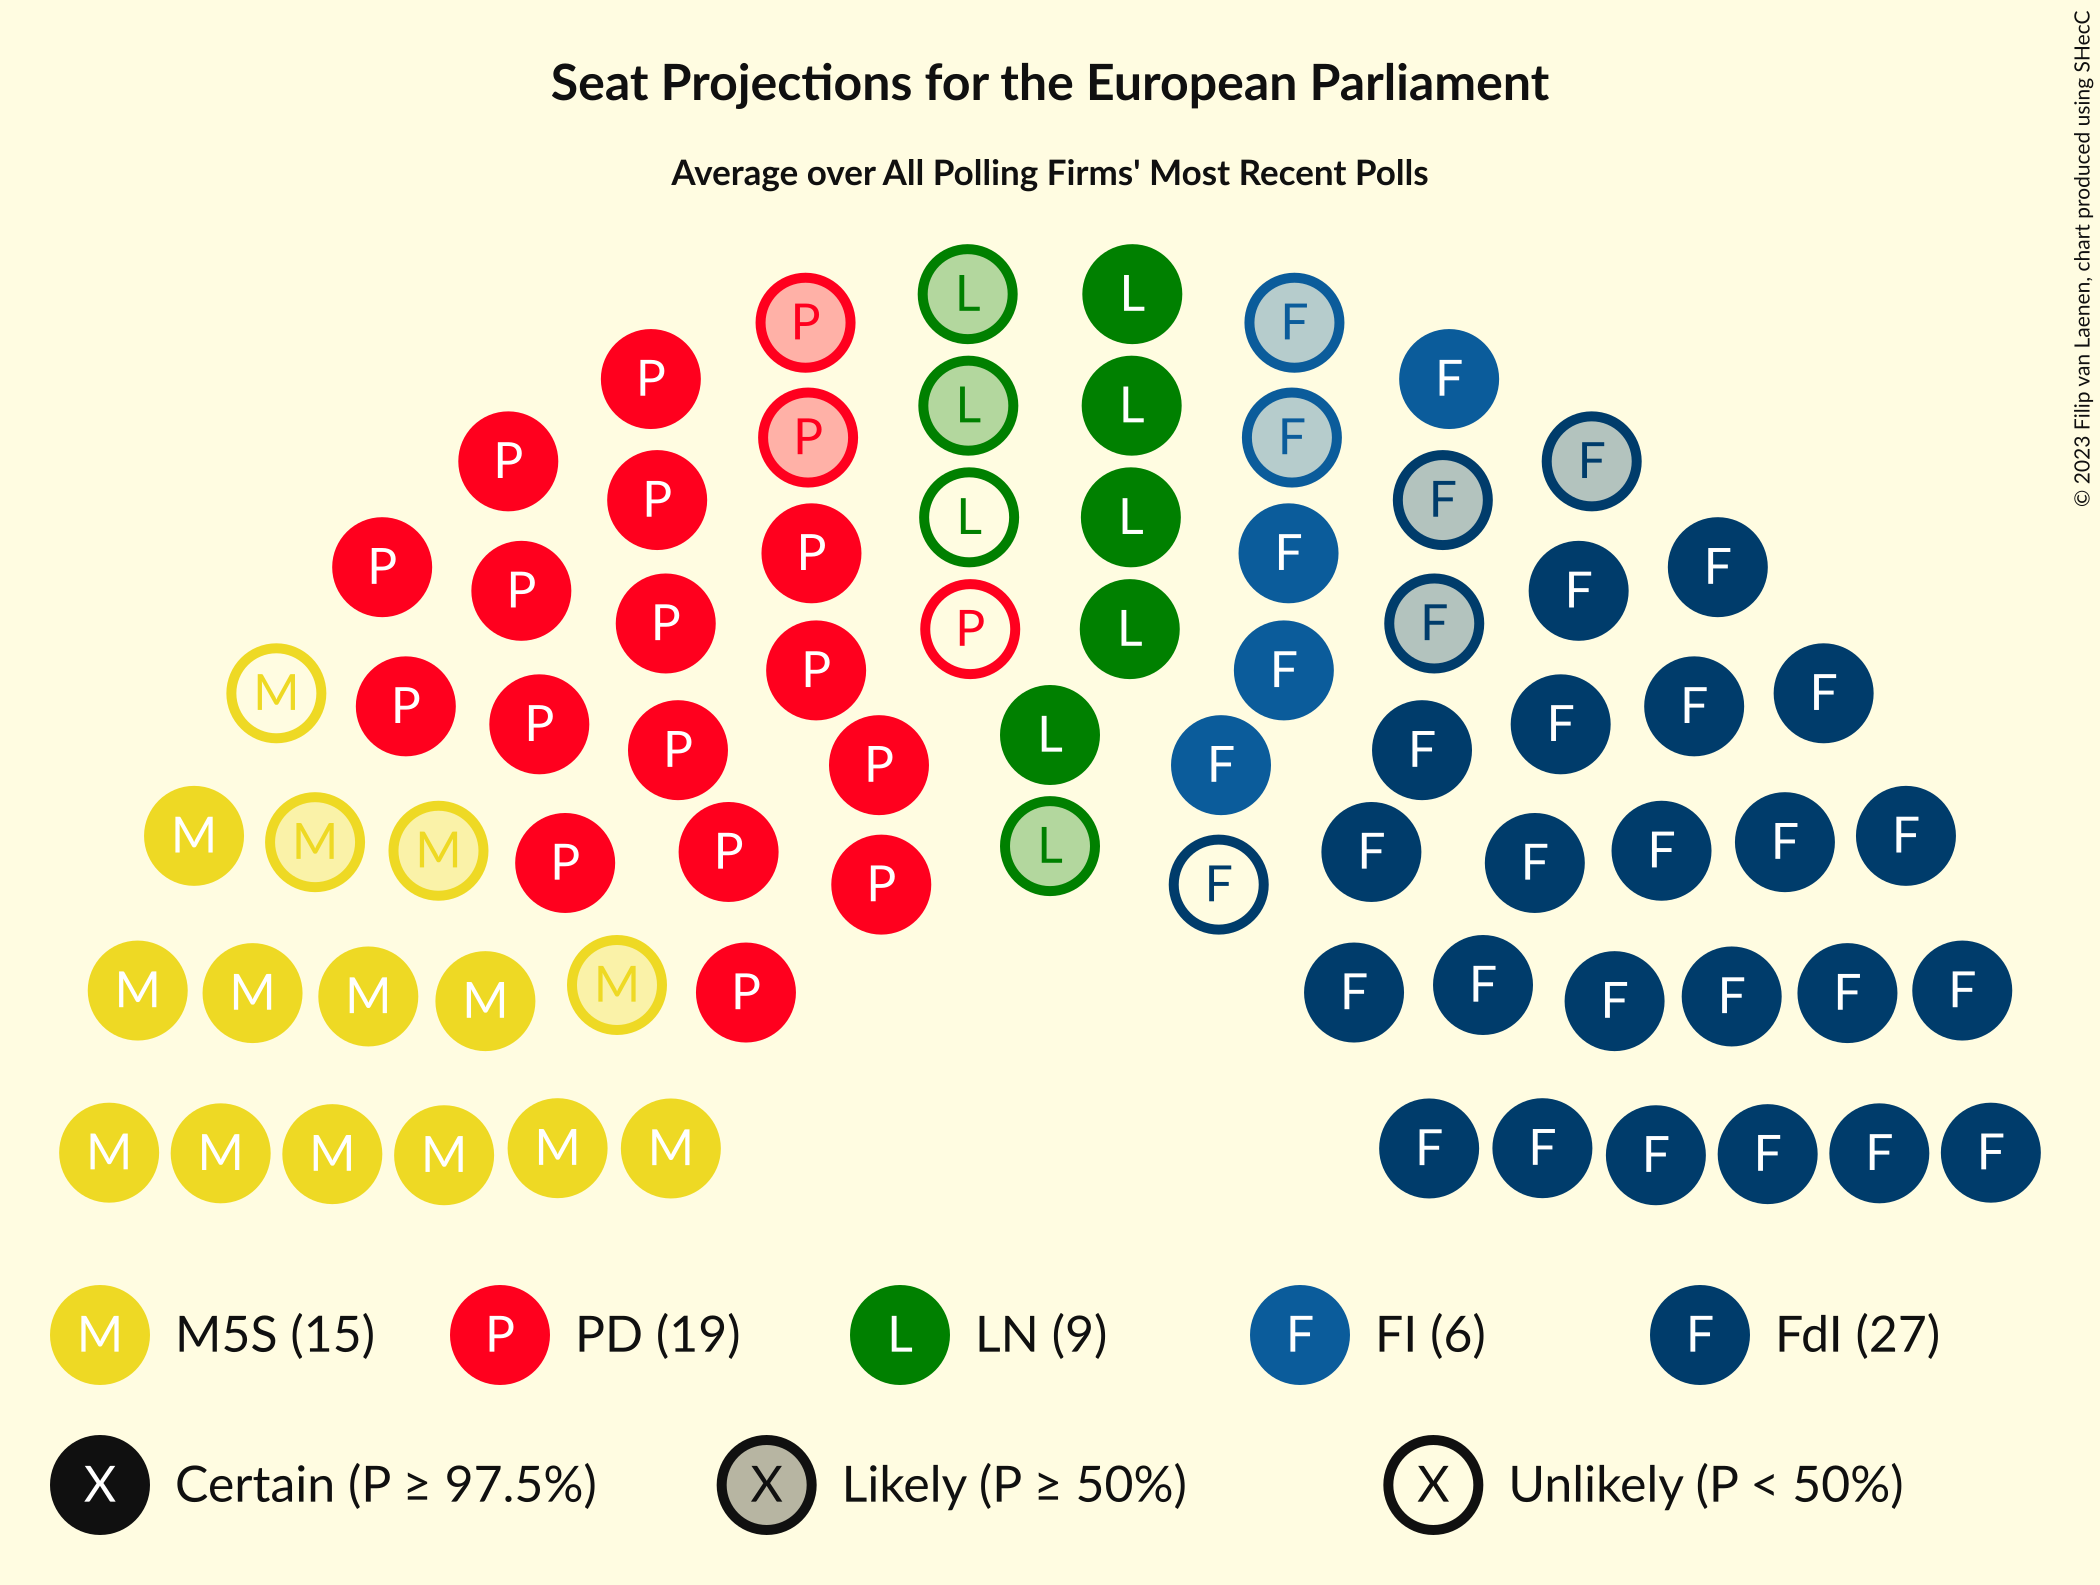 Seat Projections for the European Parliament
Average over All Polling Firms' Most Recent Polls
© 2023 Filip van Laenen, chart produced using SHecC
L L
P F
P F
L L
P F
F F
P P F
L L
P F
P F F
P F
P P F F
P L F
M P P F F F
P P F F
L
P F
M M M P P F F F F F
P F
M P F
M M M M P F F F F F
M M M M M M F F F F F F
M M5S (15) P PD (19) L LN (9) F FI (6) F FdI (27)
X Certain (P ≥ 97.5%) X Likely (P ≥ 50%) X Unlikely (P < 50%)